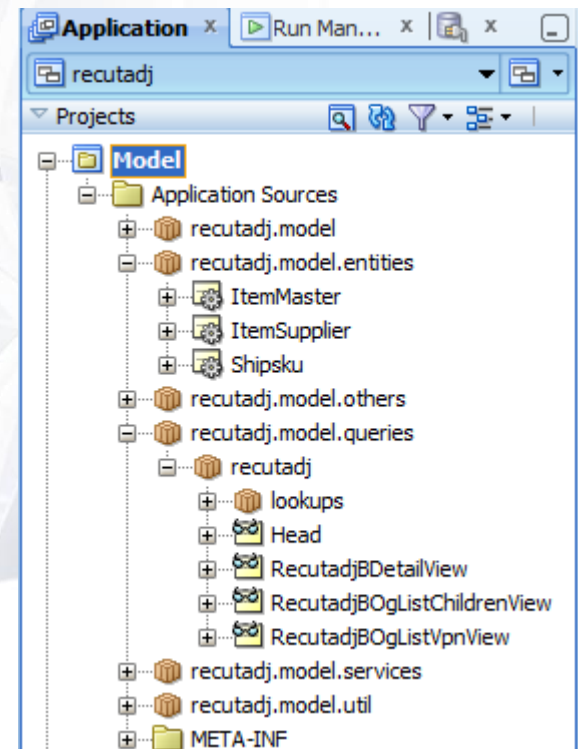 Application x Run Man... x x
recutadj
Projects
Model
Application Sources
recutadj.model
recutadj.model.entities
ItemMaster
ItemSupplier
Shipsku
recutadj.model.others
recutadj.model.queries
recutadj
lookups
Head
RecutadjBDetailView
RecutadjBOgListChildrenView
RecutadjBOgListVpnView
recutadj.model.services
recutadj.model.util
META-INF